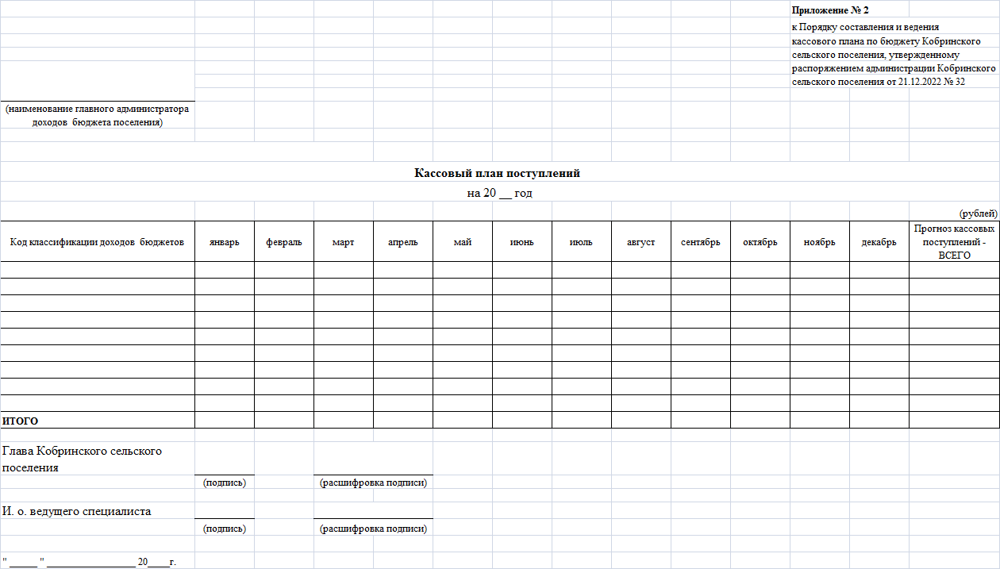 Приложение № 2
к Порядку составления и ведения
кассового плана по бюджету Кобринского
сельского поселения, утвержденному
распоряжением администрации Кобринского
сельского поселения от 21.12.2022 № 32
(наименование главного администратора
доходов бюджета поселения)
Кассовый план поступлений
на 20 __ год
(рублей)
Код классификации доходов бюджетов январь февраль март апрель май июнь июль август сентябрь октябрь ноябрь декабрь Прогноз кассовых
поступлений -
ВСЕГО
ИТОГО
Глава Кобринского сельского
поселения
(подпись) (расшифровка подписи)
И. о. ведущего специалиста
(подпись) (расшифровка подписи)
" ______ " ___________________ 20_____г.